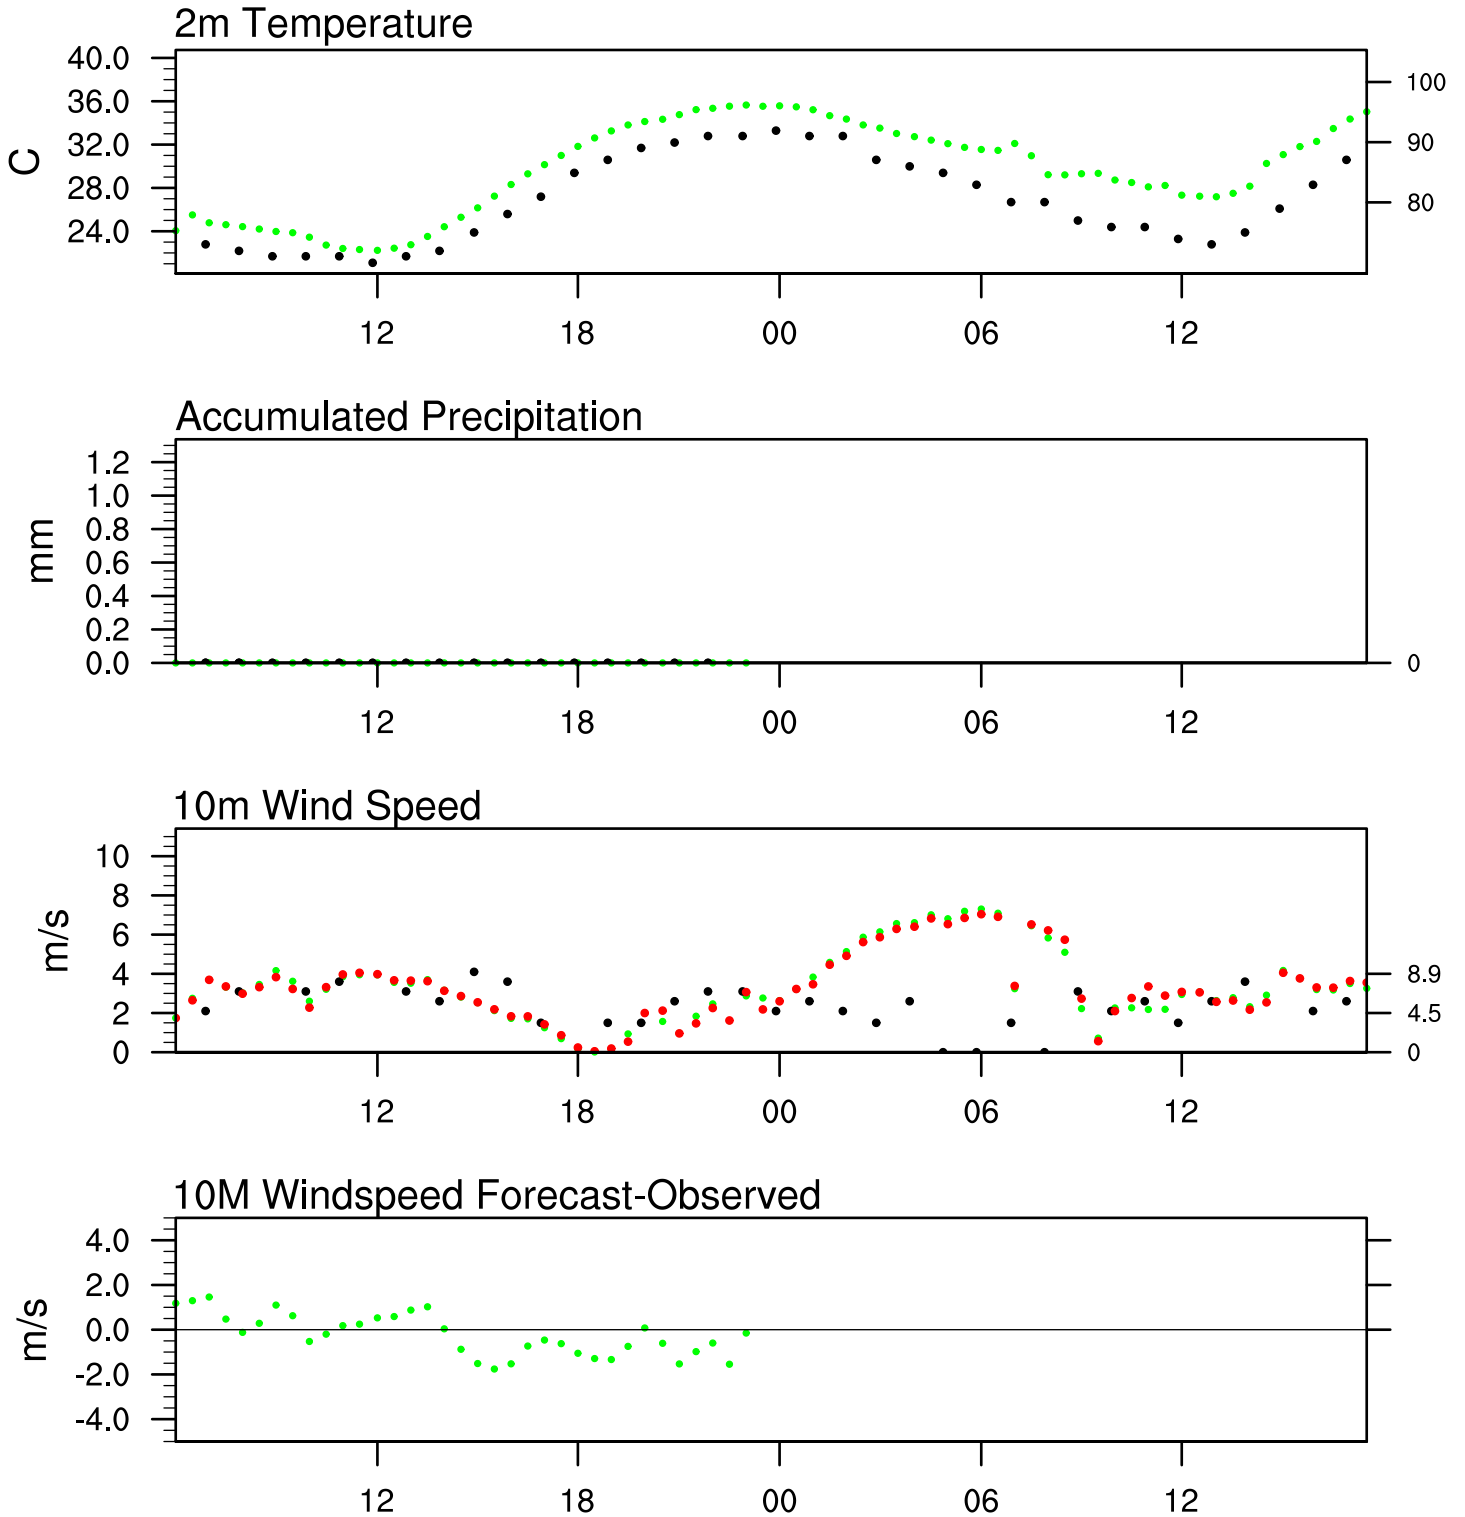 2m Temperature
40.0
36.0
32.0
28.0
24.0
C
100
90
80
12 18 00 06 12
Accumulated Precipitation
1.2
1.0
0.8
0.6
0.4
0.2
0.0
mm
0
12 18 00 06 12
10m Wind Speed
10
8
6
4
2
0
m/s
8.9
4.5
0
12 18 00 06 12
10M Windspeed Forecast-Observed
4.0
2.0
0.0
-2.0
-4.0
m/s
12 18 00 06 12